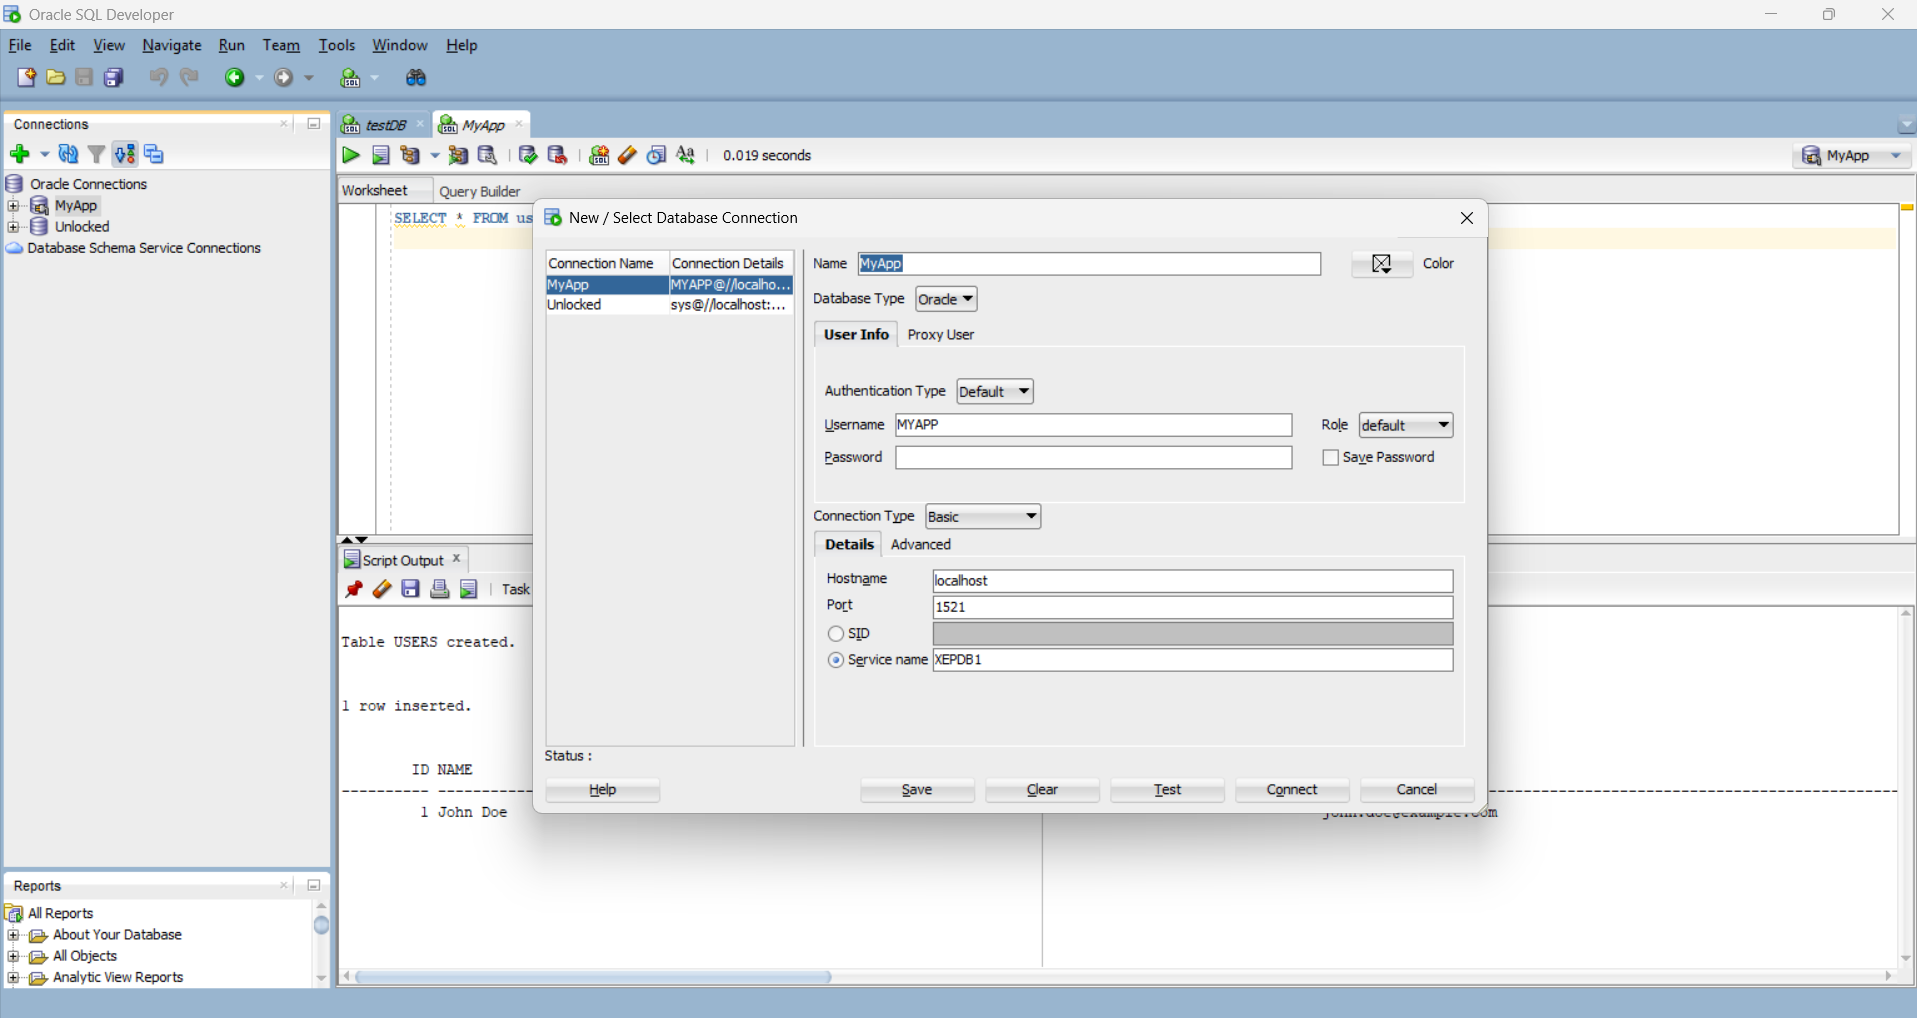 Oracle SQL Developer
File Edit View Navigate Run Team Tools Window Help
Connections
Oracle Connections
MyApp
Unlocked
Database Schema Service Connections
testDB MyApp
0.019 seconds
MyApp
Worksheet Query Builder
SELECT * FROM us
New / Select Database Connection
Connection Name Connection Details
MyApp MYAPP@//localho...
Unlocked sys@//localhost:...
Name MyApp Color
Database Type Oracle
User Info Proxy User
Authentication Type Default
Username MYAPP Role default
Password Save Password
Connection Type Basic
Details Advanced
Hostname localhost
Port 1521
SID
Service name XEPDB1
Status :
Help Save Clear Test Connect Cancel
Script Output
Task
Table USERS created.
1 row inserted.
ID NAME
1 John Doe john.doe@example.com
Reports
All Reports
About Your Database
All Objects
Analytic View Reports